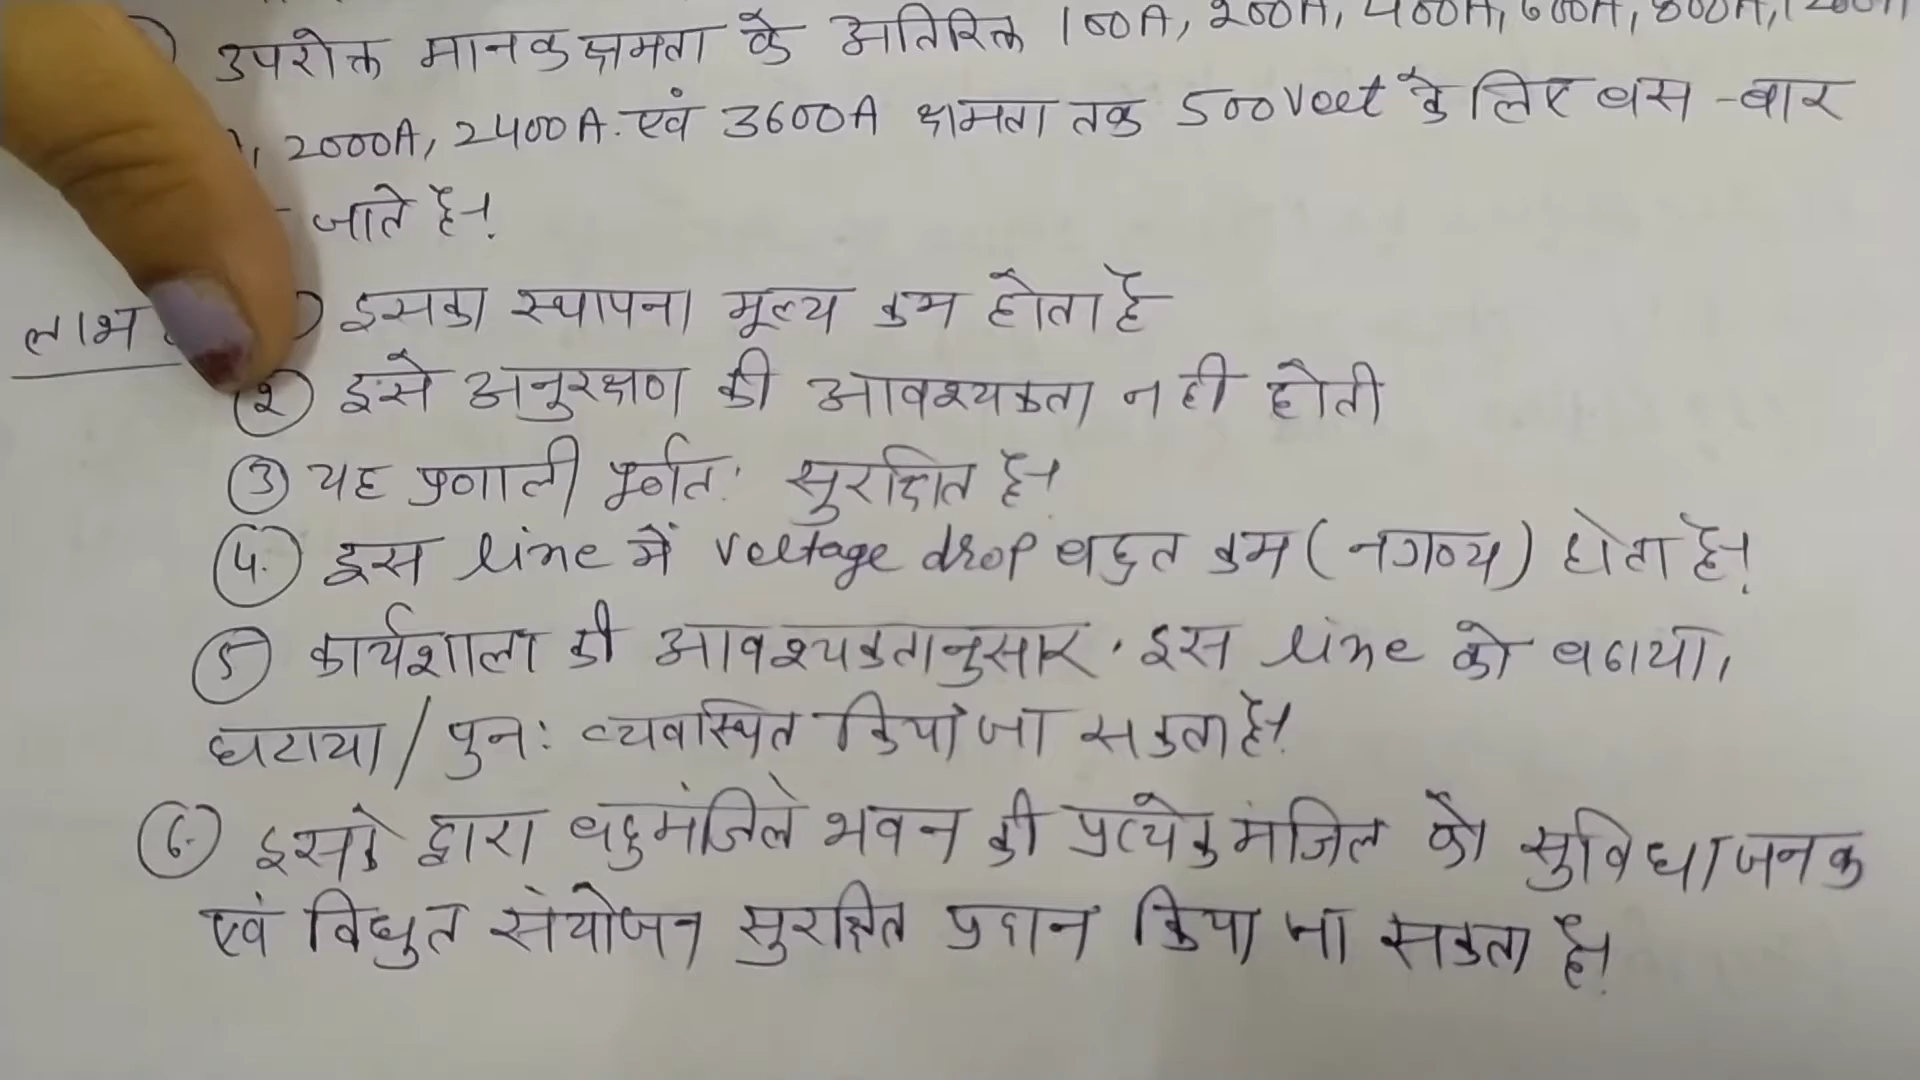 उपरोक्त मानक क्षमता के अतिरिक्त 100A, 200A, 400A, 600A, 800A,
2000A, 2400A. एवं 3600A क्षमता तक 500 Volt के लिए बस-बार
जाते है।
लाभ
इसका स्थापना मूल्य कम होता है
② इसे अनुरक्षण की आवश्यकता नही होती
③ यह प्रणाली पूर्णतः सुरक्षित है।
④. इस line में voltage drop बहुत कम (नगण्य) होता है।
⑤ कार्यशाला की आवश्यकतानुसार. इस line को बढाया,
घटाया / पुनः व्यवस्थित किया जा सकता है।
⑥. इसके द्वारा बहुमंजिले भवन की प्रत्येक मंजिल को सुविधाजनक
एवं विधुत संयोजन सुरक्षित प्रदान किया जा सकता है।